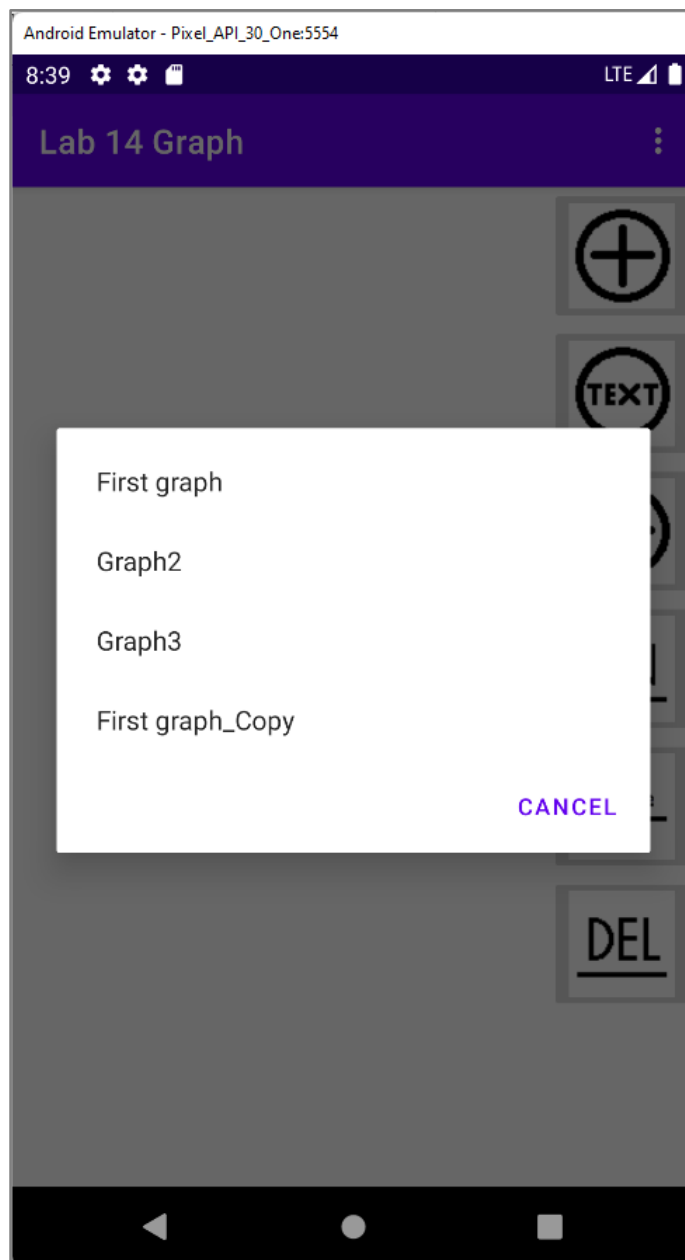 Android Emulator - Pixel_API_30_One:5554
8:39 LTE
Lab 14 Graph
TEXT
First graph
Graph2
Graph3
First graph_Copy
CANCEL
DEL